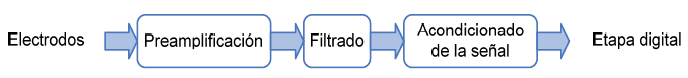 Electrodos
Preamplificación
Filtrado
Acondicionado
de la señal
Etapa digital